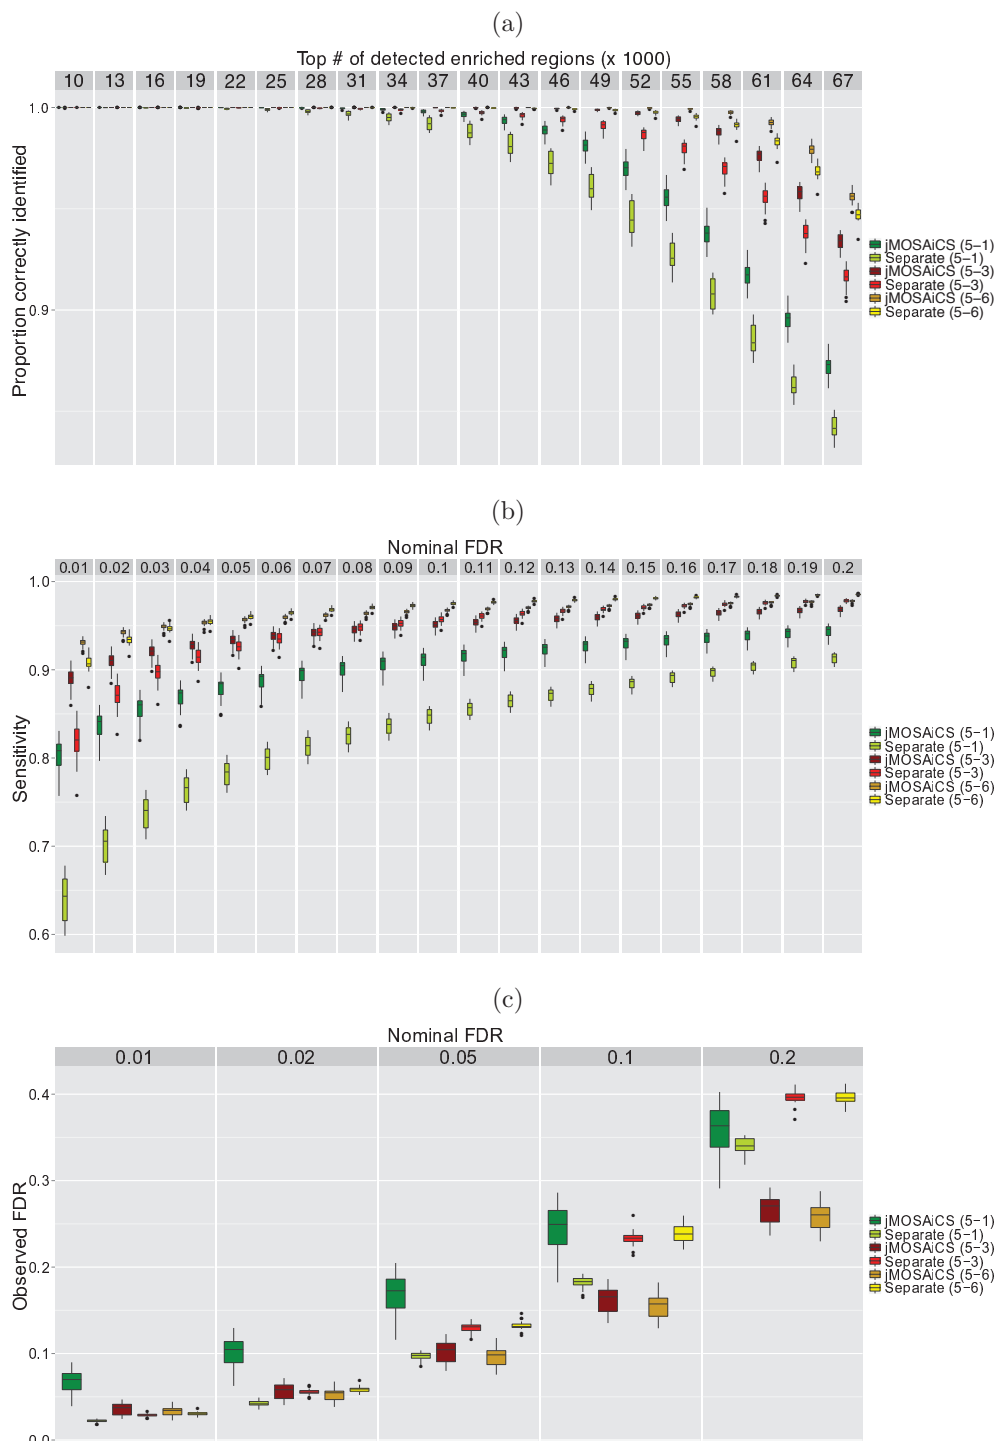 (a)
Top # of detected enriched regions (x 1000)
10 13 16 19 22 25 28 31 34 37 40 43 46 49 52 55 58 61 64 67
Proportion correctly identified
1.0
0.9
jMOSAiCS (5−1)
Separate (5−1)
jMOSAiCS (5−3)
Separate (5−3)
jMOSAiCS (5−6)
Separate (5−6)
(b)
Nominal FDR
0.01 0.02 0.03 0.04 0.05 0.06 0.07 0.08 0.09 0.1 0.11 0.12 0.13 0.14 0.15 0.16 0.17 0.18 0.19 0.2
Sensitivity
1.0
0.9
0.8
0.7
0.6
jMOSAiCS (5−1)
Separate (5−1)
jMOSAiCS (5−3)
Separate (5−3)
jMOSAiCS (5−6)
Separate (5−6)
(c)
Nominal FDR
0.01 0.02 0.05 0.1 0.2
Observed FDR
0.4
0.3
0.2
0.1
0.0
jMOSAiCS (5−1)
Separate (5−1)
jMOSAiCS (5−3)
Separate (5−3)
jMOSAiCS (5−6)
Separate (5−6)